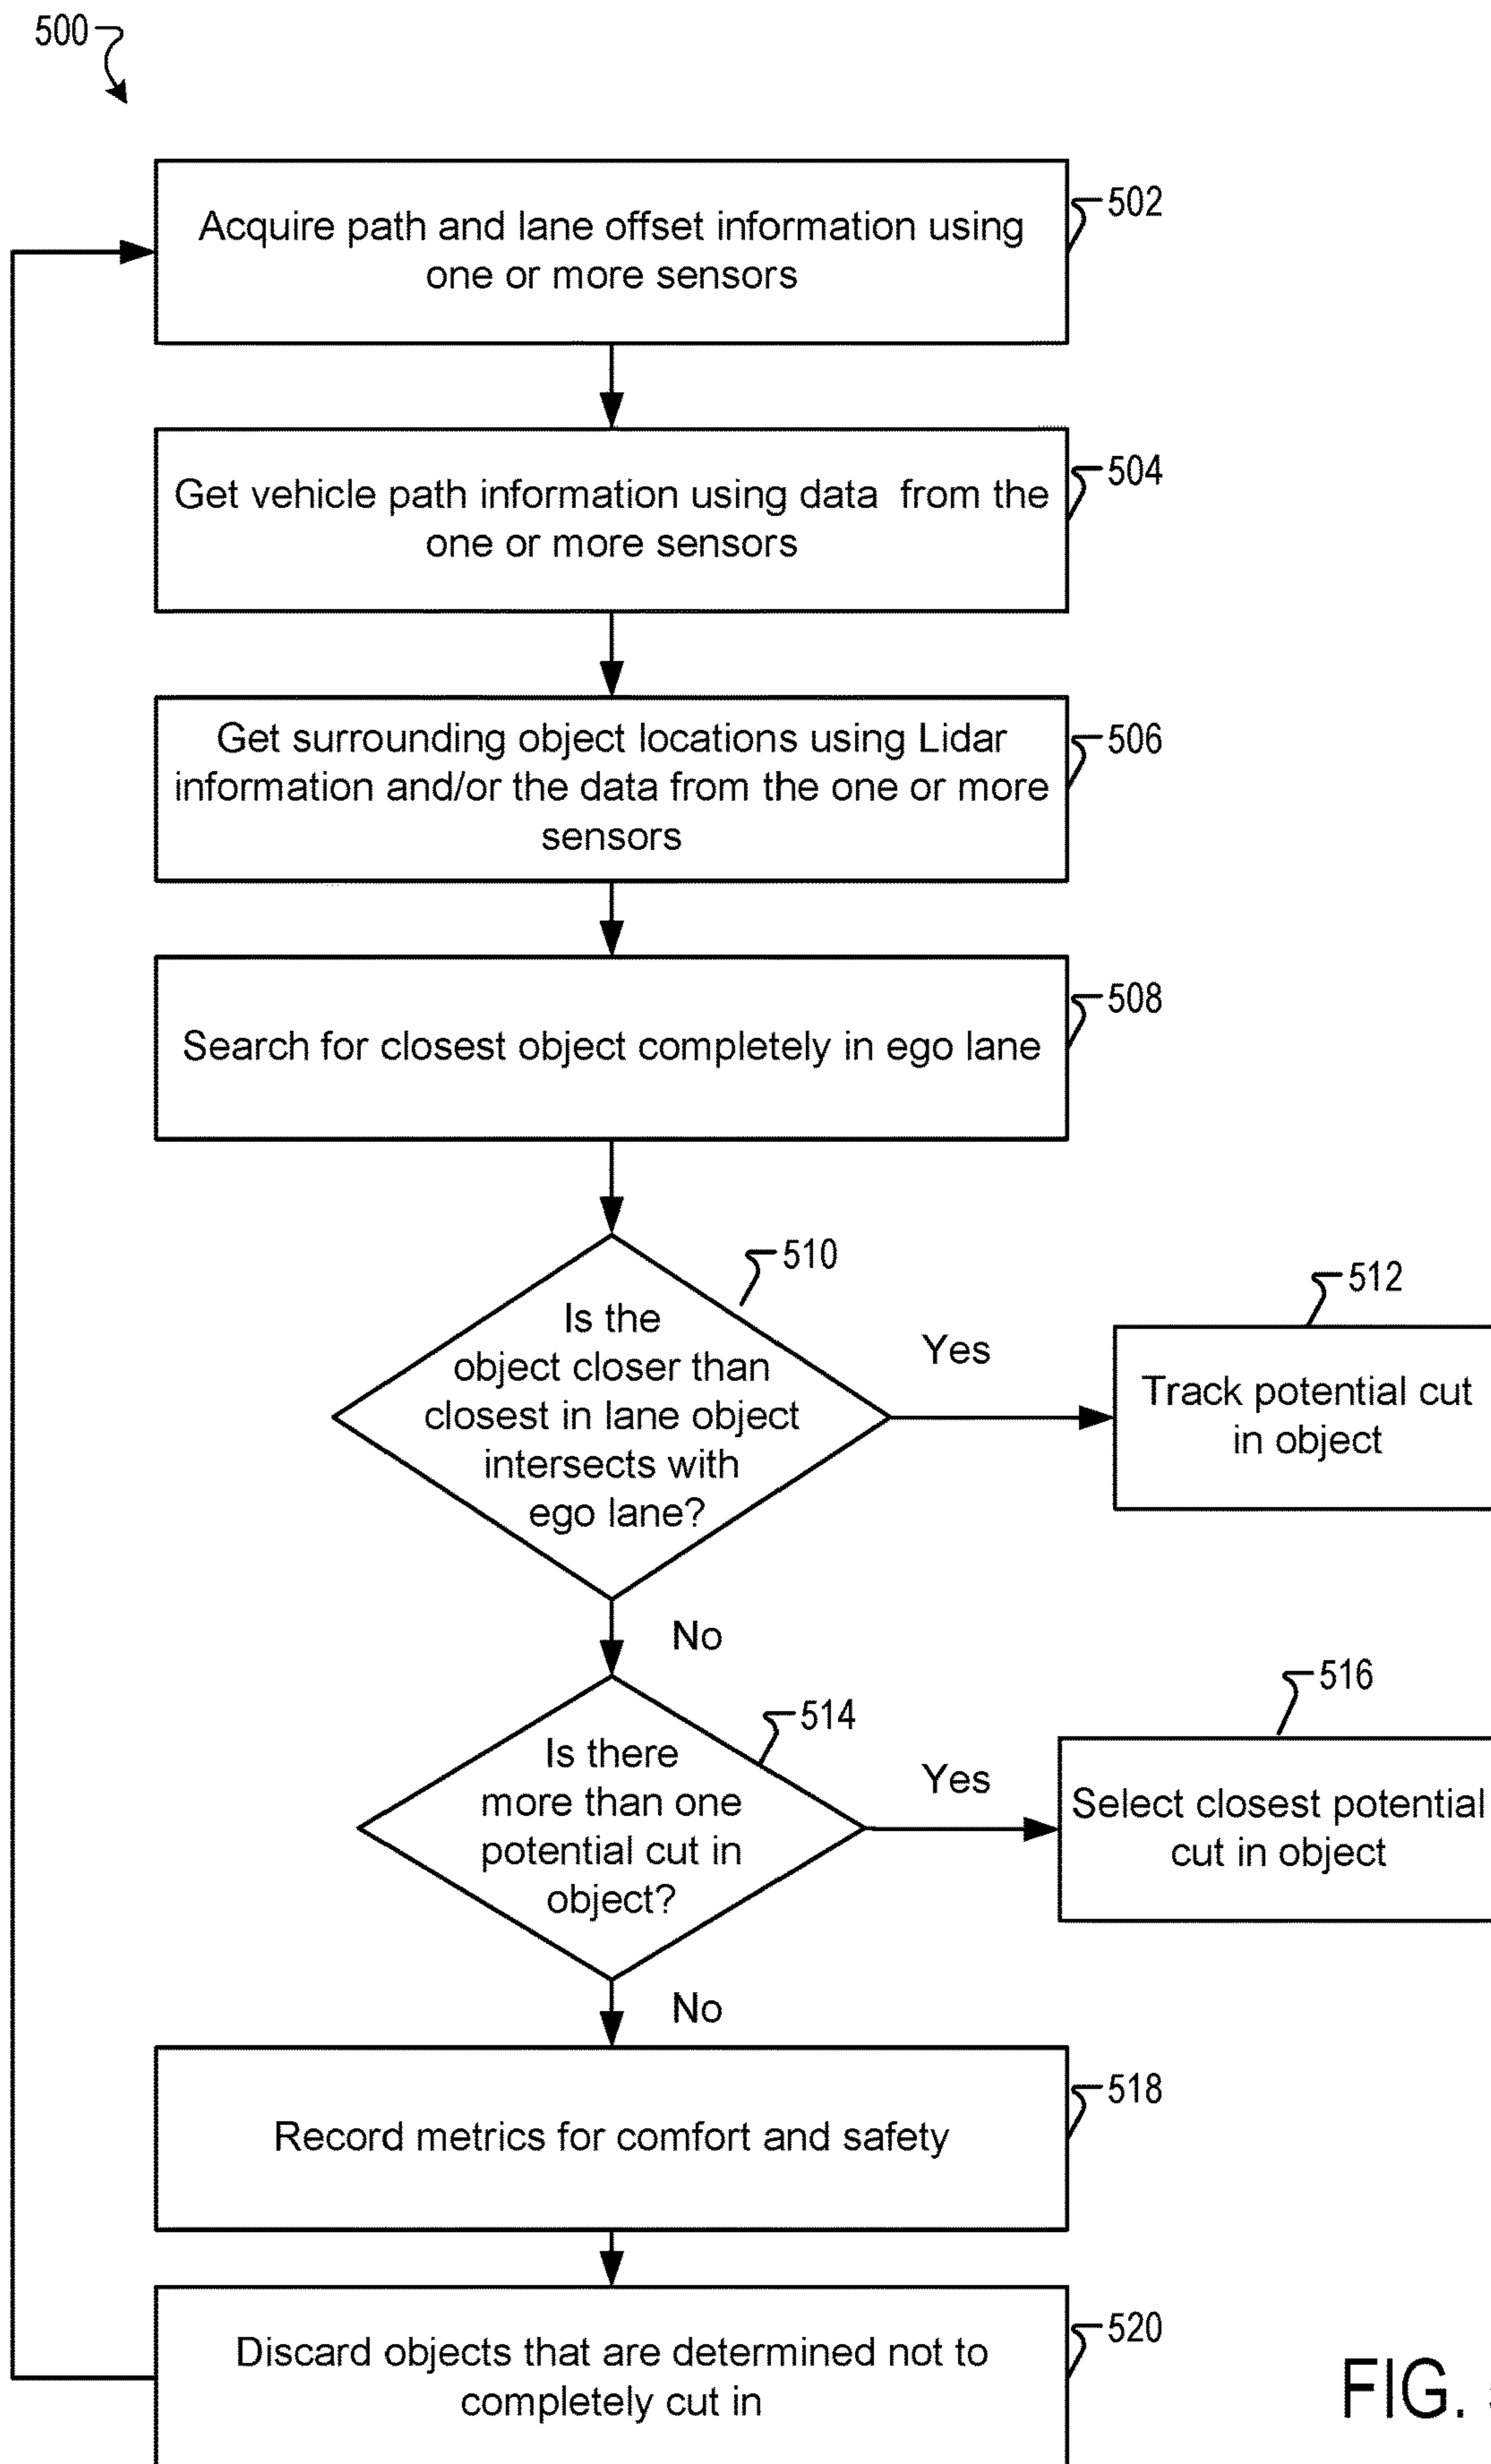 500
Acquire path and lane offset information using
one or more sensors
502
Get vehicle path information using data from the
one or more sensors
504
Get surrounding object locations using Lidar
information and/or the data from the one or more
sensors
506
Search for closest object completely in ego lane
508
510
Is the
object closer than
closest in lane object
intersects with
ego lane?
Yes
512
Track potential cut
in object
No
514
Is there
more than one
potential cut in
object?
Yes
516
Select closest potential
cut in object
No
Record metrics for comfort and safety
518
Discard objects that are determined not to
completely cut in
520
FIG.